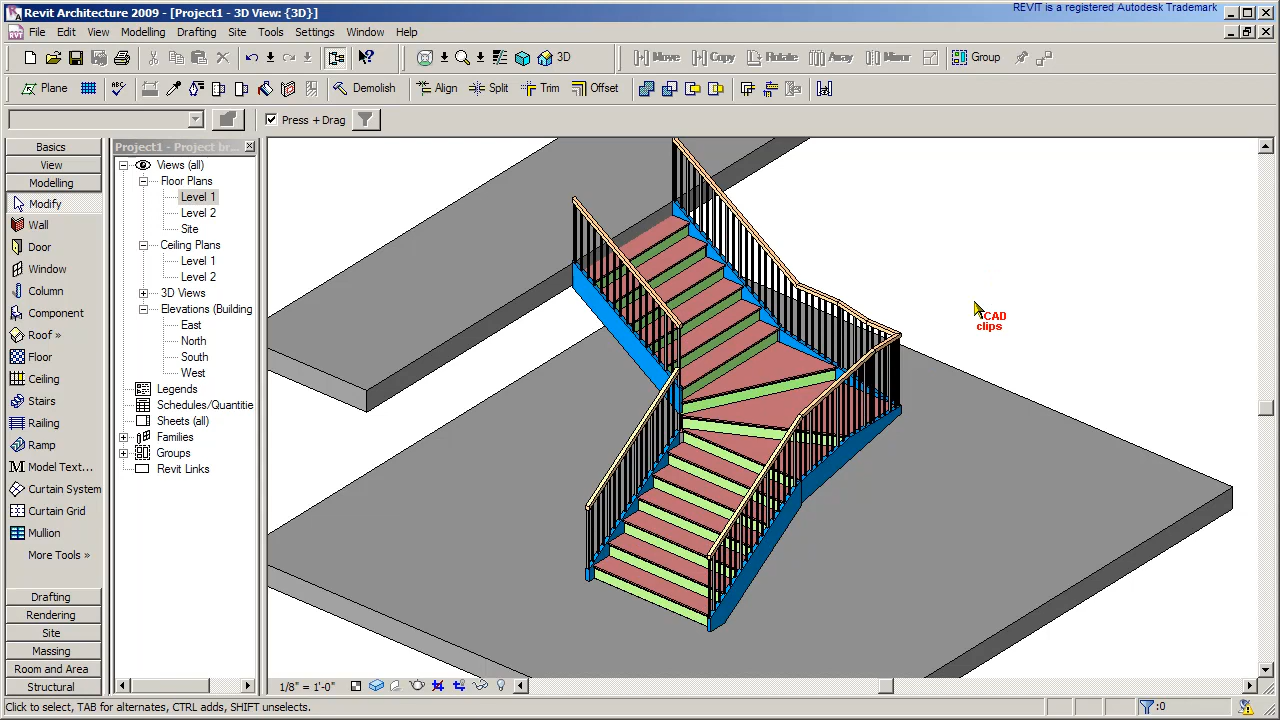 Revit Architecture 2009 - [Project1 - 3D View: {3D}]
REVIT is a registered Autodesk Trademark
File Edit View Modelling Drafting Site Tools Settings Window Help
3D Move Copy Rotate Array Mirror Group
Plane Demolish Align Split Trim Offset
Press + Drag
Basics
View
Modelling
Modify
Wall
Door
Window
Column
Component
Roof »
Floor
Ceiling
Stairs
Railing
Ramp
Model Text...
Curtain System
Curtain Grid
Mullion
More Tools »
Drafting
Rendering
Site
Massing
Room and Area
Structural
Project1 - Project br...
Views (all)
Floor Plans
Level 1
Level 2
Site
Ceiling Plans
Level 1
Level 2
3D Views
Elevations (Building
East
North
South
West
Legends
Schedules/Quantitie
Sheets (all)
Families
Groups
Revit Links
CAD
clips
1/8" = 1'-0"
Click to select, TAB for alternates, CTRL adds, SHIFT unselects.
:0